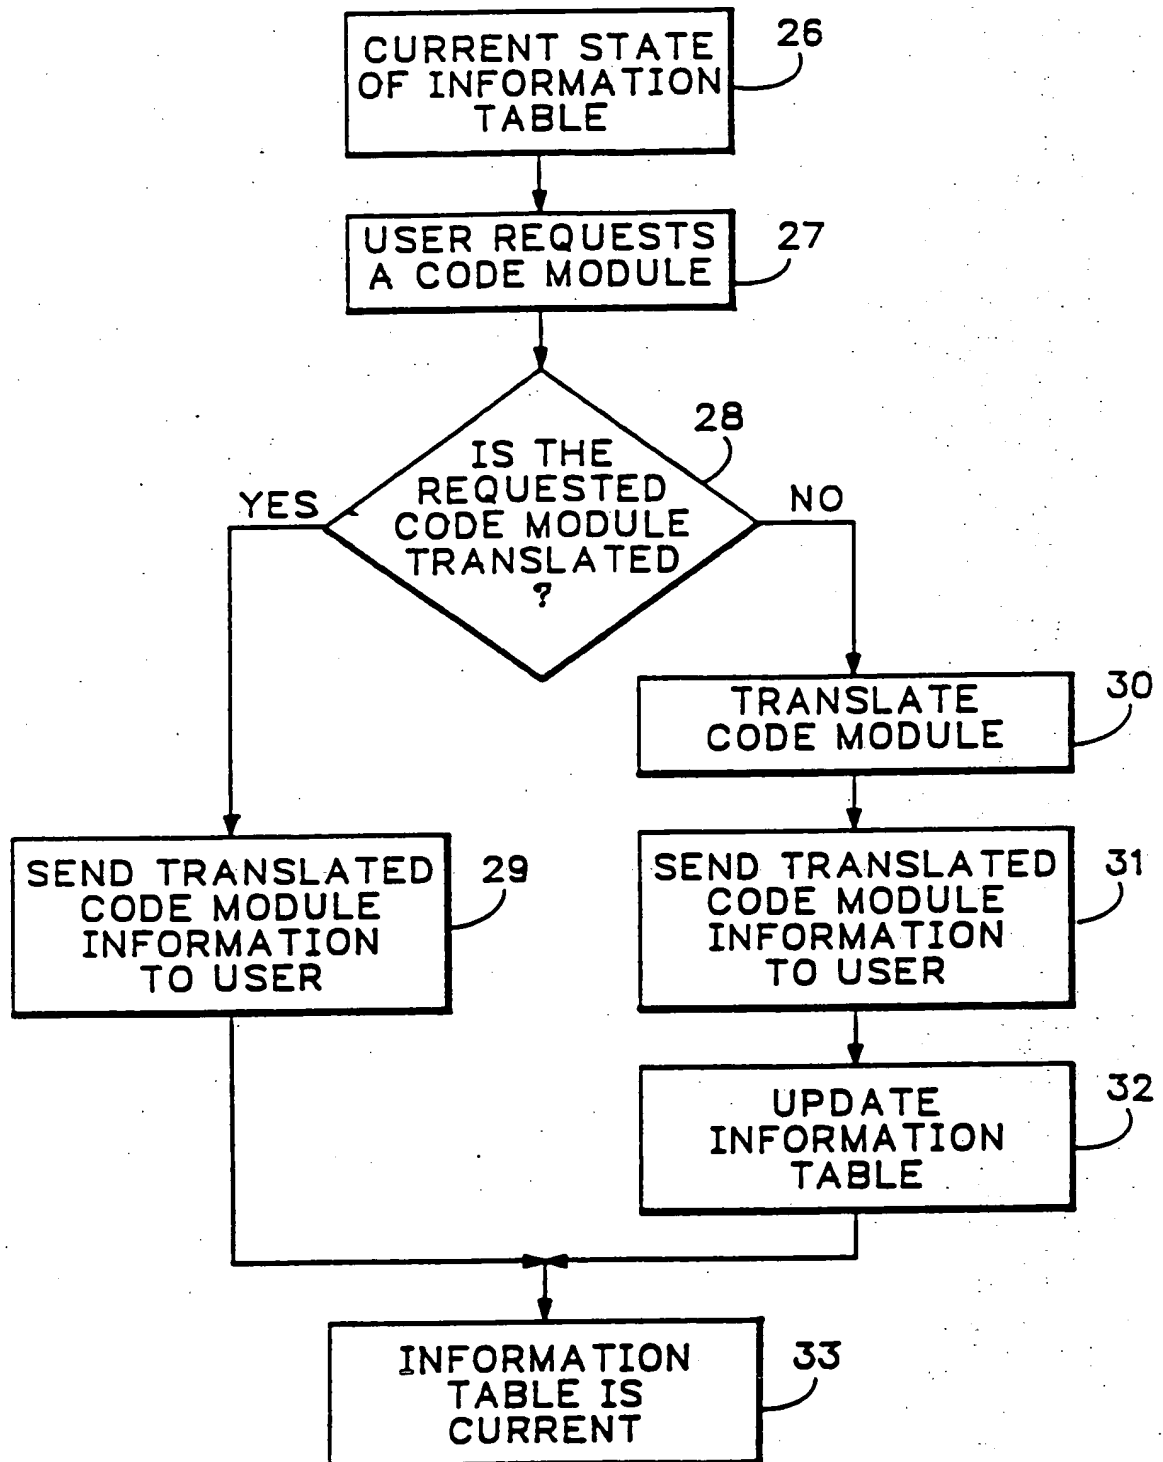 CURRENT STATE
OF INFORMATION
TABLE
26
USER REQUESTS
A CODE MODULE
27
IS THE
REQUESTED
CODE MODULE
TRANSLATED
?
28
YES
NO
TRANSLATE
CODE MODULE
30
SEND TRANSLATED
CODE MODULE
INFORMATION
TO USER
29
SEND TRANSLATED
CODE MODULE
INFORMATION
TO USER
31
UPDATE
INFORMATION
TABLE
32
INFORMATION
TABLE IS
CURRENT
33